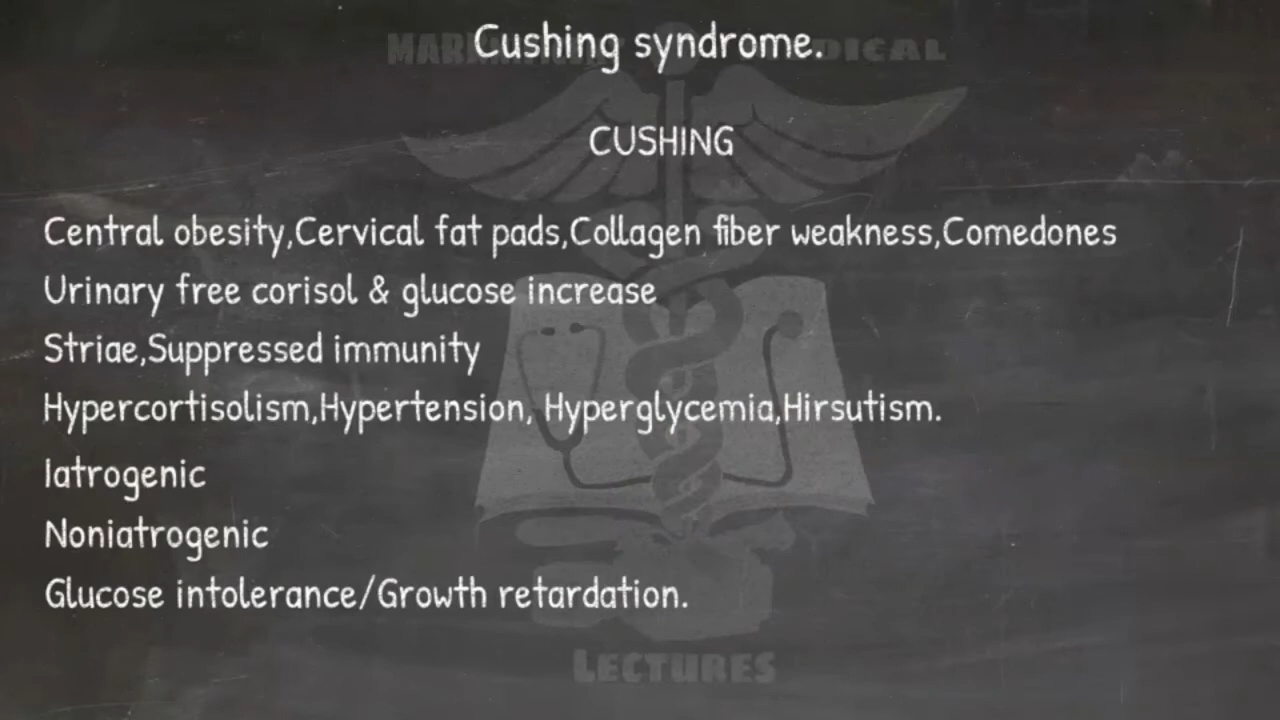 Cushing syndrome.
CUSHING
Central obesity,Cervical fat pads,Collagen fiber weakness,Comedones
Urinary free corisol & glucose increase
Striae,Suppressed immunity
Hypercortisolism,Hypertension, Hyperglycemia,Hirsutism.
Iatrogenic
Noniatrogenic
Glucose intolerance/Growth retardation.
LECTURES